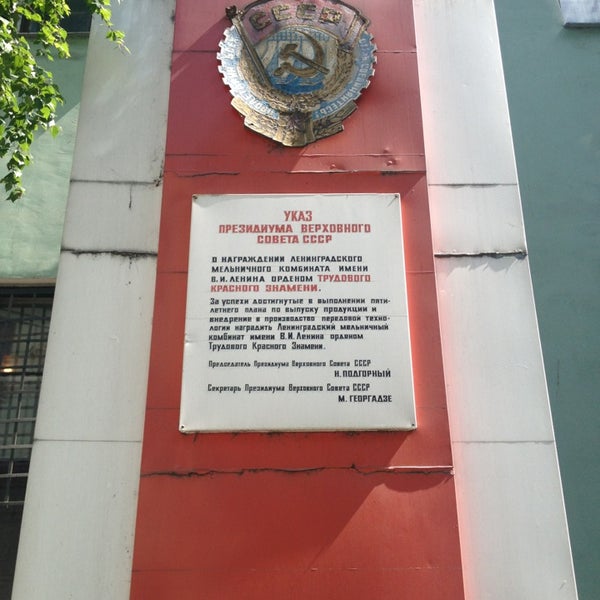 СССР
УКАЗ
ПРЕЗИДИУМА ВЕРХОВНОГО
СОВЕТА СССР
О НАГРАЖДЕНИИ ЛЕНИНГРАДСКОГО
МЕЛЬНИЧНОГО КОМБИНАТА ИМЕНИ
В.И. ЛЕНИНА ОРДЕНОМ ТРУДОВОГО
КРАСНОГО ЗНАМЕНИ.
За успехи достигнутые в выполнении пяти-
летнего плана по выпуску продукции и
внедрение в производство передовой техно-
логии наградить Ленинградский мельничный
комбинат имени В.И. Ленина орденом
Трудового Красного Знамени.
Председатель Президиума Верховного Совета СССР
Н. ПОДГОРНЫЙ
Секретарь Президиума Верховного Совета СССР
М. ГЕОРГАДЗЕ